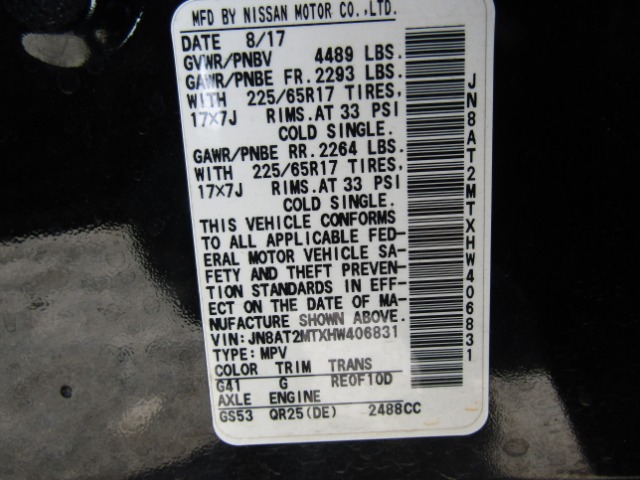 MFD BY NISSAN MOTOR CO.,LTD.
DATE 8/17
GVWR/PNBV 4489 LBS.
GAWR/PNBE FR.2293 LBS.
WITH 225/65R17 TIRES,
17×7J RIMS.AT 33 PSI
COLD SINGLE.
GAWR/PNBE RR.2264 LBS.
WITH 225/65R17 TIRES,
17×7J RIMS.AT 33 PSI
COLD SINGLE.
THIS VEHICLE CONFORMS
TO ALL APPLICABLE FED-
ERAL MOTOR VEHICLE SA-
FETY AND THEFT PREVEN-
TION STANDARDS IN EFF-
ECT ON THE DATE OF MA-
NUFACTURE SHOWN ABOVE.
VIN:JN8AT2MTXHW406831
TYPE:MPV
COLOR TRIM TRANS
G41 G RE0F10D
AXLE ENGINE
GS53 QR25(DE) 2488CC
JN8AT2MTXHW406831